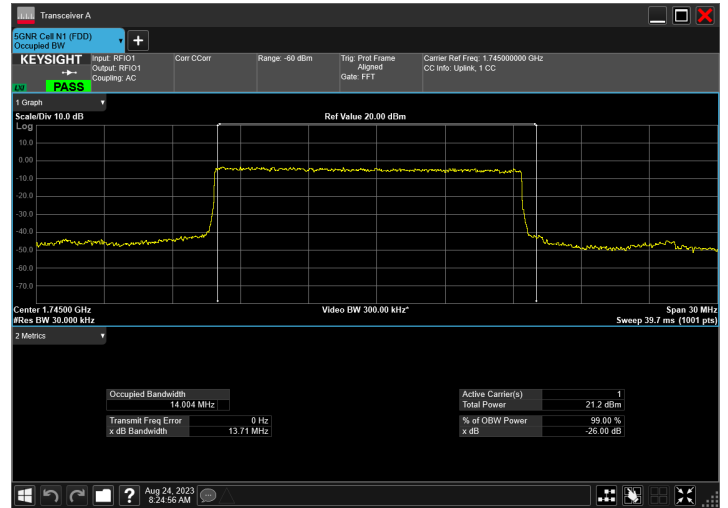 Transceiver A
5GNR Cell N1 (FDD)
Occupied BW
KEYSIGHT
Input: RFIO1
Output: RFIO1
Coupling: AC
Corr CCorr
Range: -60 dBm
Trig: Prot Frame
Aligned
Gate: FFT
Carrier Ref Freq: 1.745000000 GHz
CC Info: Uplink, 1 CC
LXI
PASS
1 Graph
Scale/Div 10.0 dB
Ref Value 20.00 dBm
Log
10.0
0.00
-10.0
-20.0
-30.0
-40.0
-50.0
-60.0
-70.0
Center 1.74500 GHz
Video BW 300.00 kHz*
Span 30 MHz
#Res BW 30.000 kHz
Sweep 39.7 ms (1001 pts)
2 Metrics
Occupied Bandwidth
14.004 MHz
Transmit Freq Error 0 Hz
x dB Bandwidth 13.71 MHz
Active Carrier(s) 1
Total Power 21.2 dBm
% of OBW Power 99.00 %
x dB -26.00 dB
Aug 24, 2023
8:24:56 AM